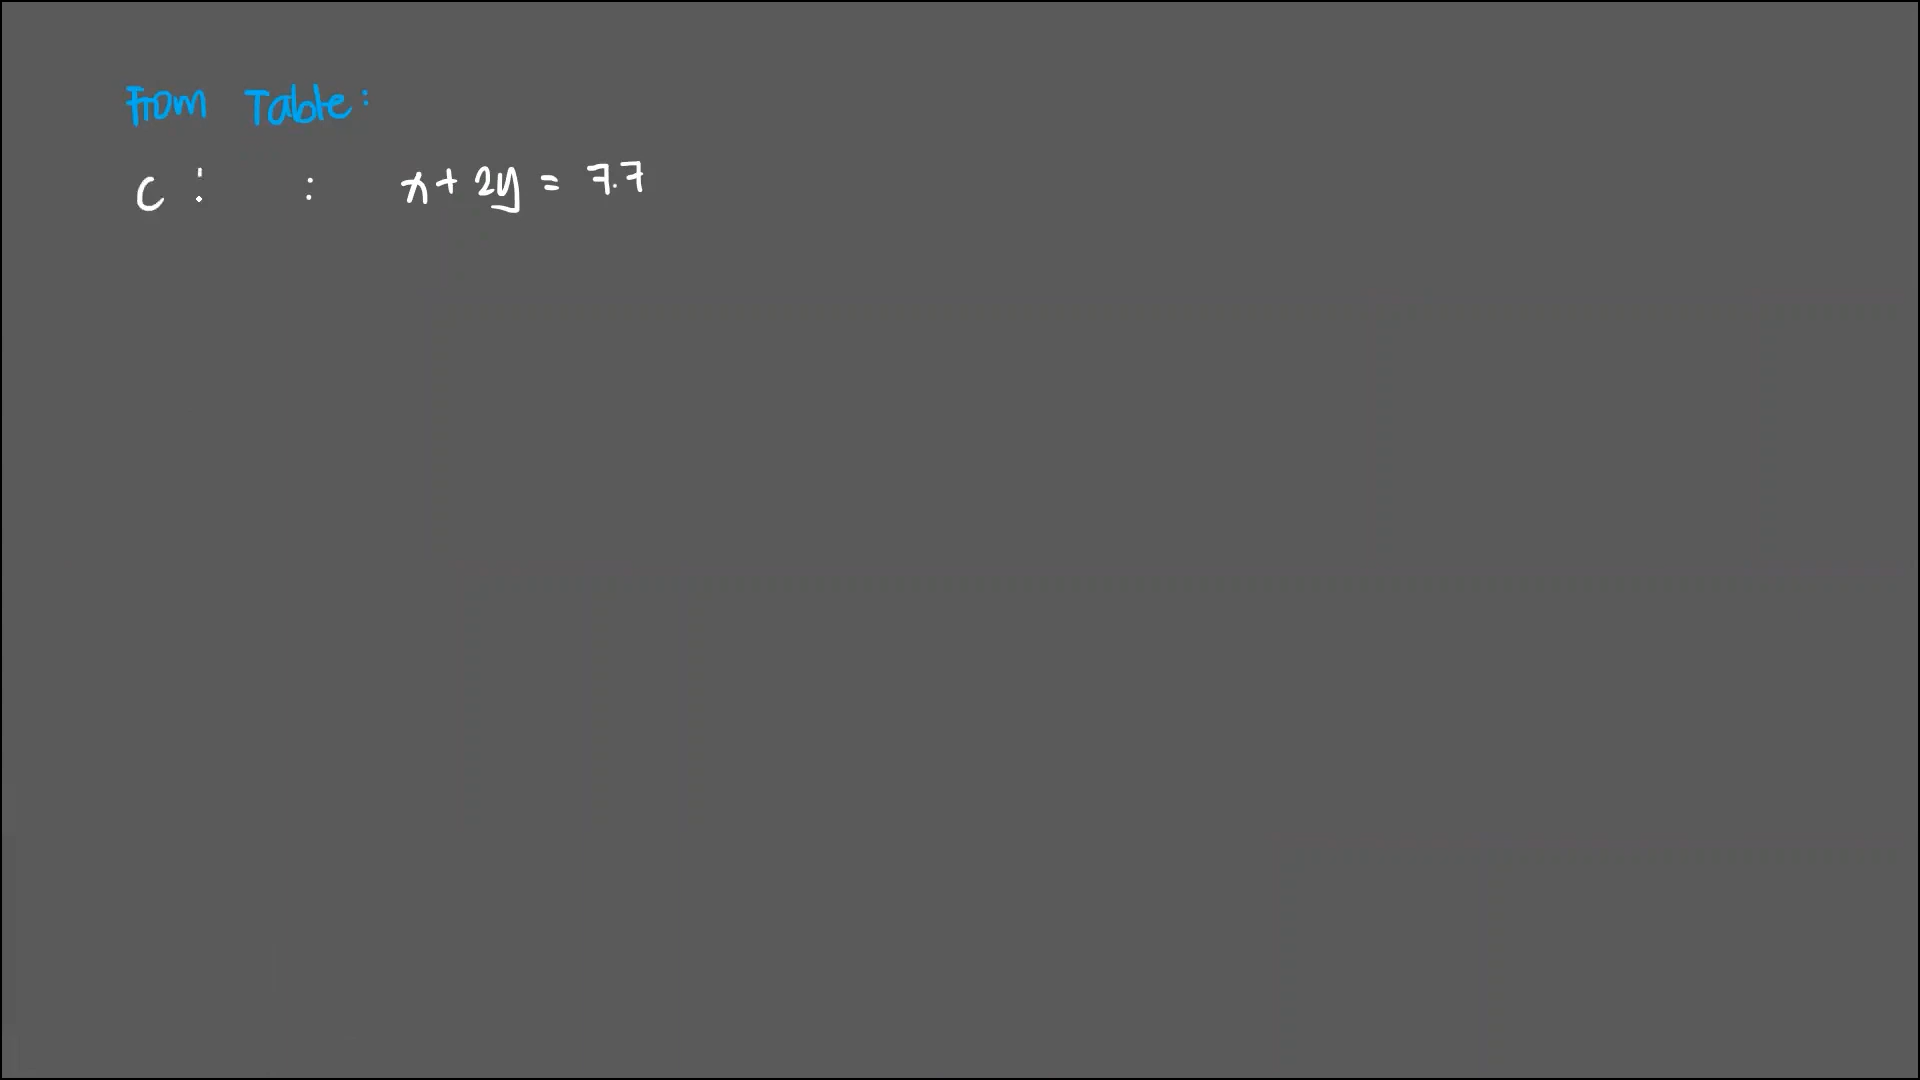 From Table:
C : : x + 2y = 7.7